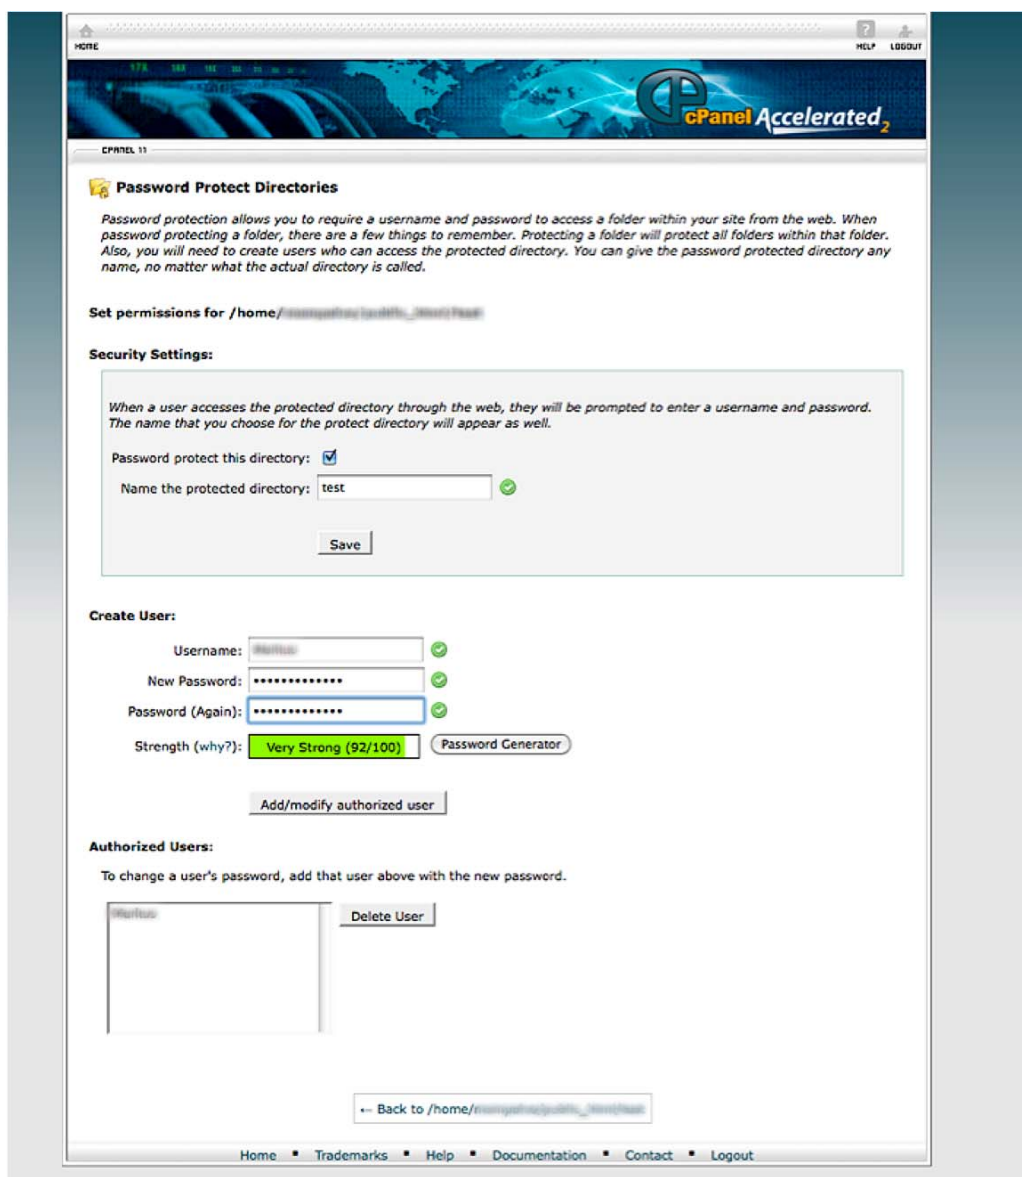 HOME
HELP LOGOUT
cPanel Accelerated2
CPANEL 11
Password Protect Directories
Password protection allows you to require a username and password to access a folder within your site from the web. When
password protecting a folder, there are a few things to remember. Protecting a folder will protect all folders within that folder.
Also, you will need to create users who can access the protected directory. You can give the password protected directory any
name, no matter what the actual directory is called.
Set permissions for /home/
Security Settings:
When a user accesses the protected directory through the web, they will be prompted to enter a username and password.
The name that you choose for the protect directory will appear as well.
Password protect this directory:
Name the protected directory: test
Save
Create User:
Username:
New Password: •••••••••••••
Password (Again): •••••••••••••
Strength (why?): Very Strong (92/100) Password Generator
Add/modify authorized user
Authorized Users:
To change a user's password, add that user above with the new password.
Delete User
← Back to /home/
Home ▪ Trademarks ▪ Help ▪ Documentation ▪ Contact ▪ Logout